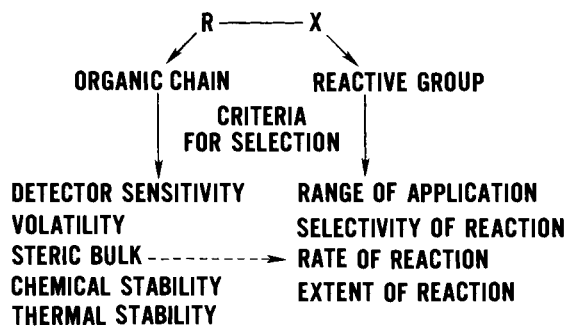 R X
ORGANIC CHAIN REACTIVE GROUP
CRITERIA
FOR SELECTION
DETECTOR SENSITIVITY
VOLATILITY
STERIC BULK
CHEMICAL STABILITY
THERMAL STABILITY
RANGE OF APPLICATION
SELECTIVITY OF REACTION
RATE OF REACTION
EXTENT OF REACTION